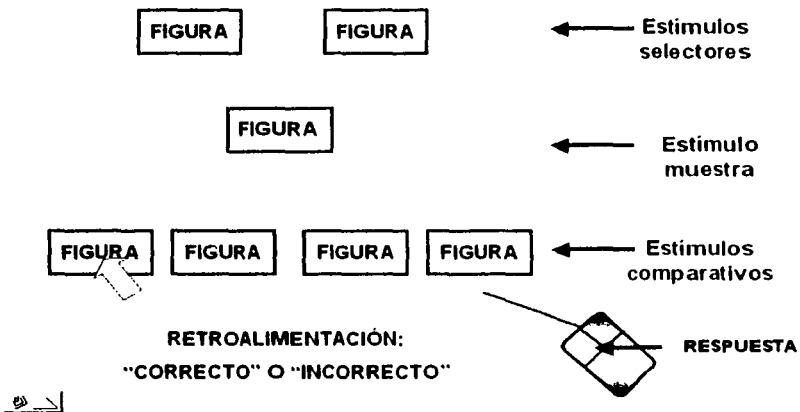 FIGURA FIGURA Estimulos
selectores
FIGURA Estimulo
muestra
FIGURA FIGURA FIGURA FIGURA Estimulos
comparativos
RETROALIMENTACIÓN: RESPUESTA
"CORRECTO" O "INCORRECTO"